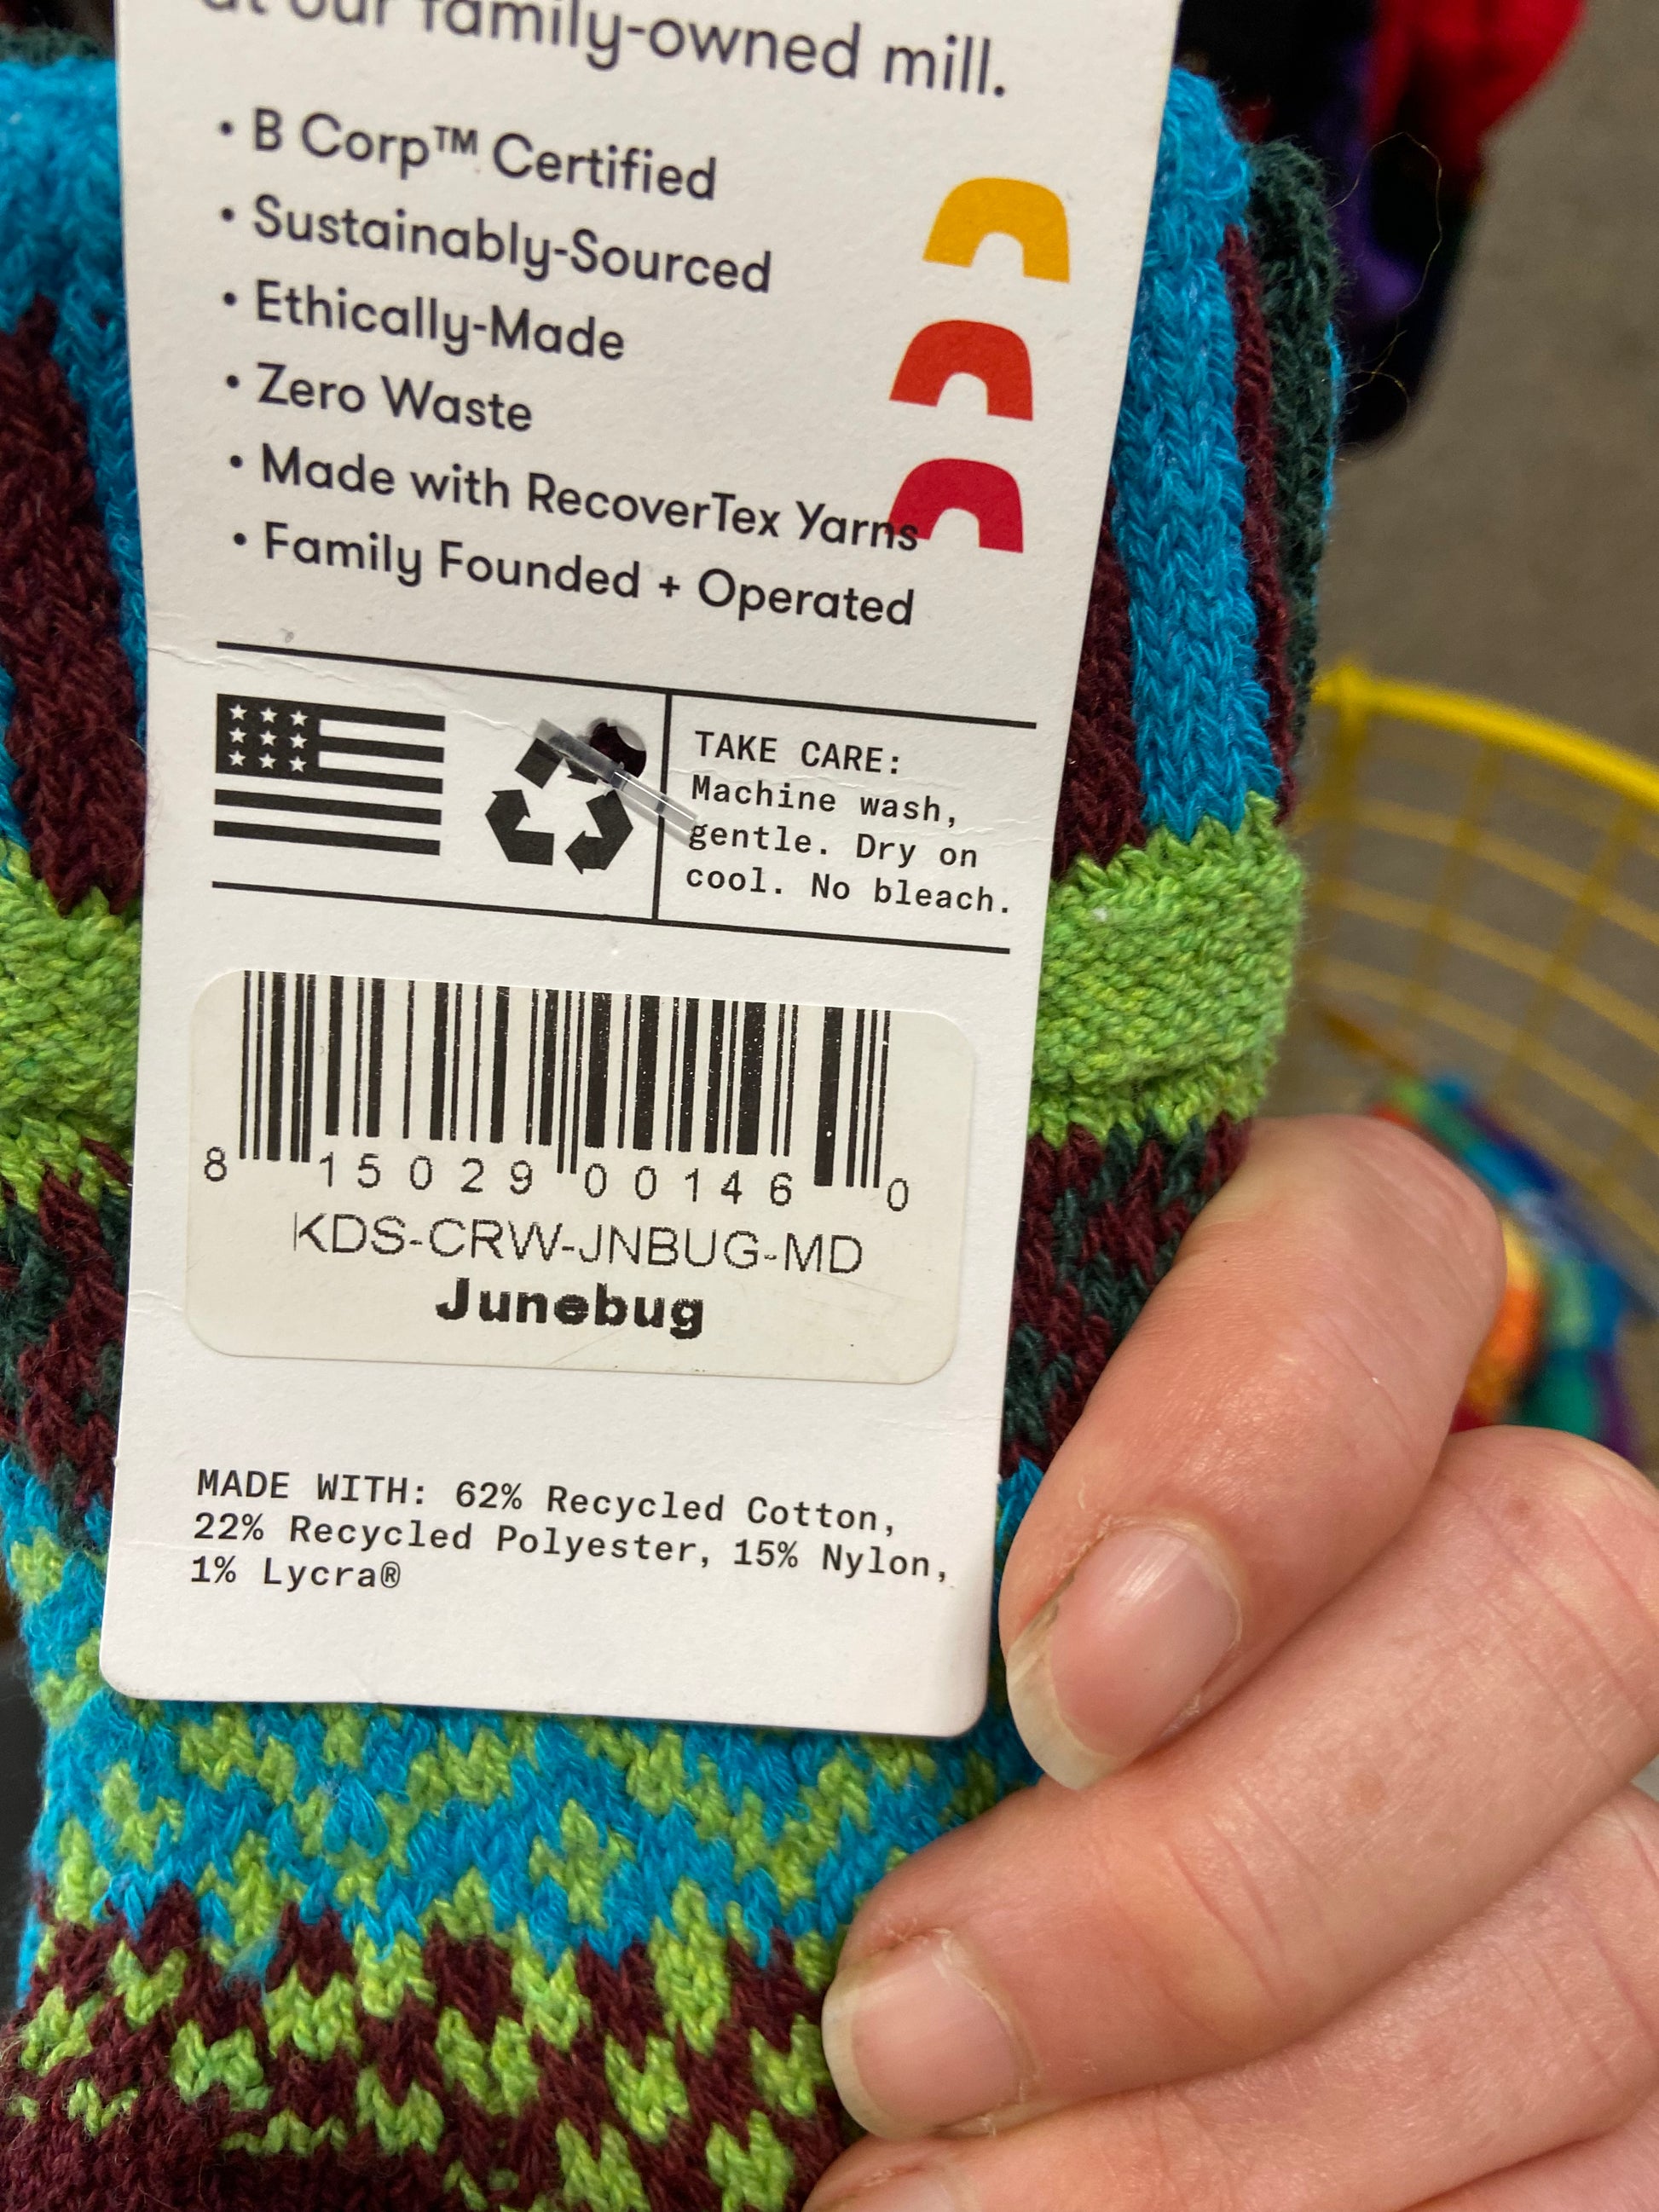 at our family-owned mill.
• B Corp™ Certified
• Sustainably-Sourced
• Ethically-Made
• Zero Waste
• Made with RecoverTex Yarns
• Family Founded + Operated
TAKE CARE:
Machine wash,
gentle. Dry on
cool. No bleach.
8 15029 00146 0
KDS-CRW-JNBUG-MD
Junebug
MADE WITH: 62% Recycled Cotton,
22% Recycled Polyester, 15% Nylon,
1% Lycra®